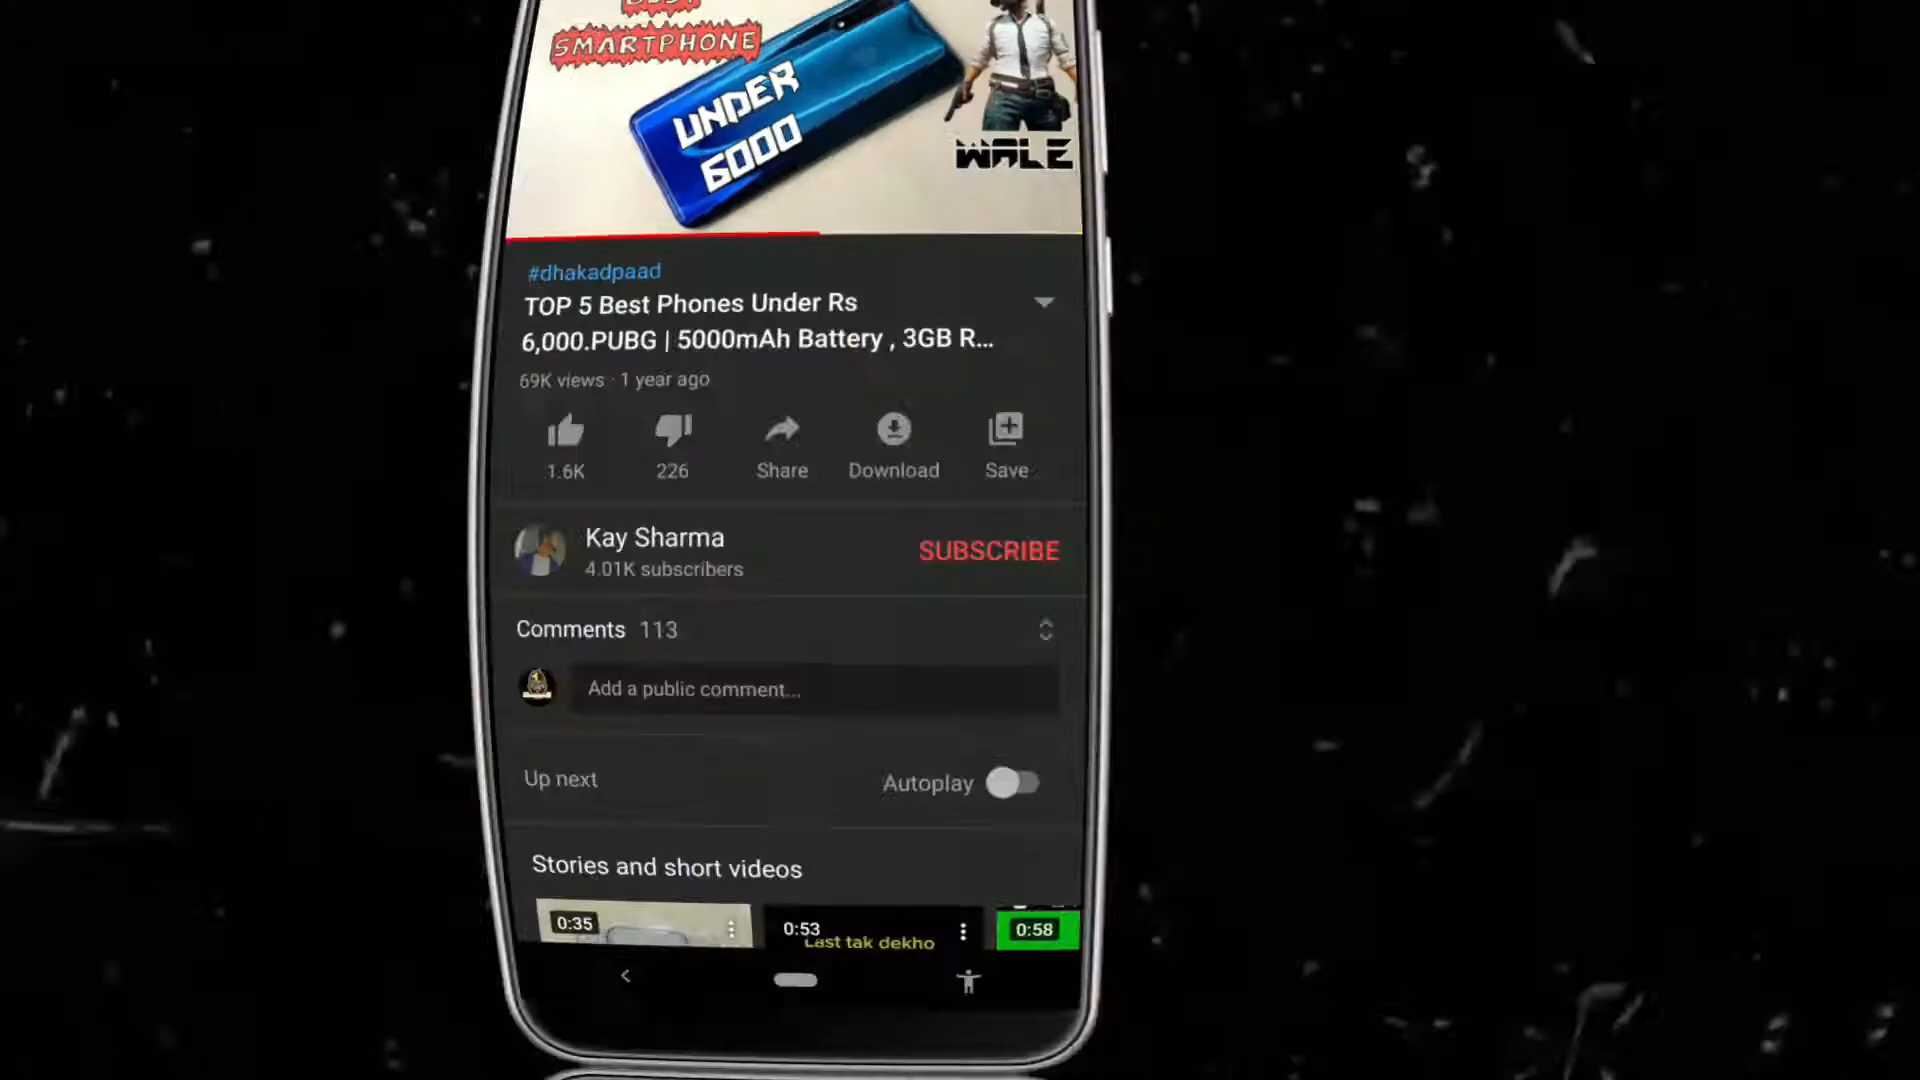 SMARTPHONE
UNDER
6000
WALE
#dhakadpaad
TOP 5 Best Phones Under Rs
6,000.PUBG | 5000mAh Battery , 3GB R...
69K views · 1 year ago
1.6K
226
Share
Download
Save
Kay Sharma
4.01K subscribers
SUBSCRIBE
Comments 113
Add a public comment...
Up next
Autoplay
Stories and short videos
0:35
0:53
Last tak dekho
0:58